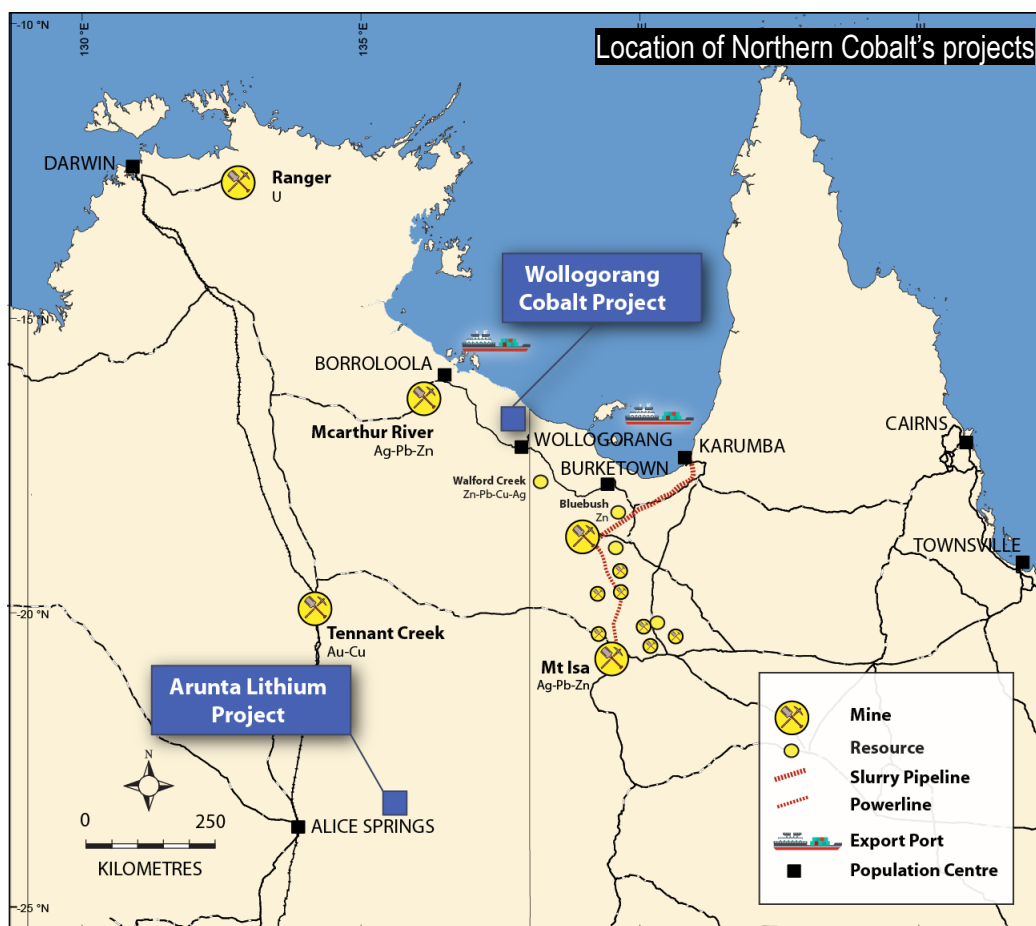 -10 °N
130 °E
135 °E
Location of Northern Cobalt's projects
DARWIN
Ranger
U
Wollogorang
Cobalt Project
-15 °N
BORROLOOLA
Mcarthur River
Ag-Pb-Zn
WOLLOGORANG
KARUMBA
CAIRNS
BURKETOWN
Walford Creek
Zn-Pb-Cu-Ag
Bluebush
Zn
TOWNSVILLE
-20 °N
Tennant Creek
Au-Cu
Mt Isa
Ag-Pb-Zn
Arunta Lithium
Project
N
0 250
KILOMETRES
ALICE SPRINGS
Mine
Resource
Slurry Pipeline
Powerline
Export Port
Population Centre
-25 °N